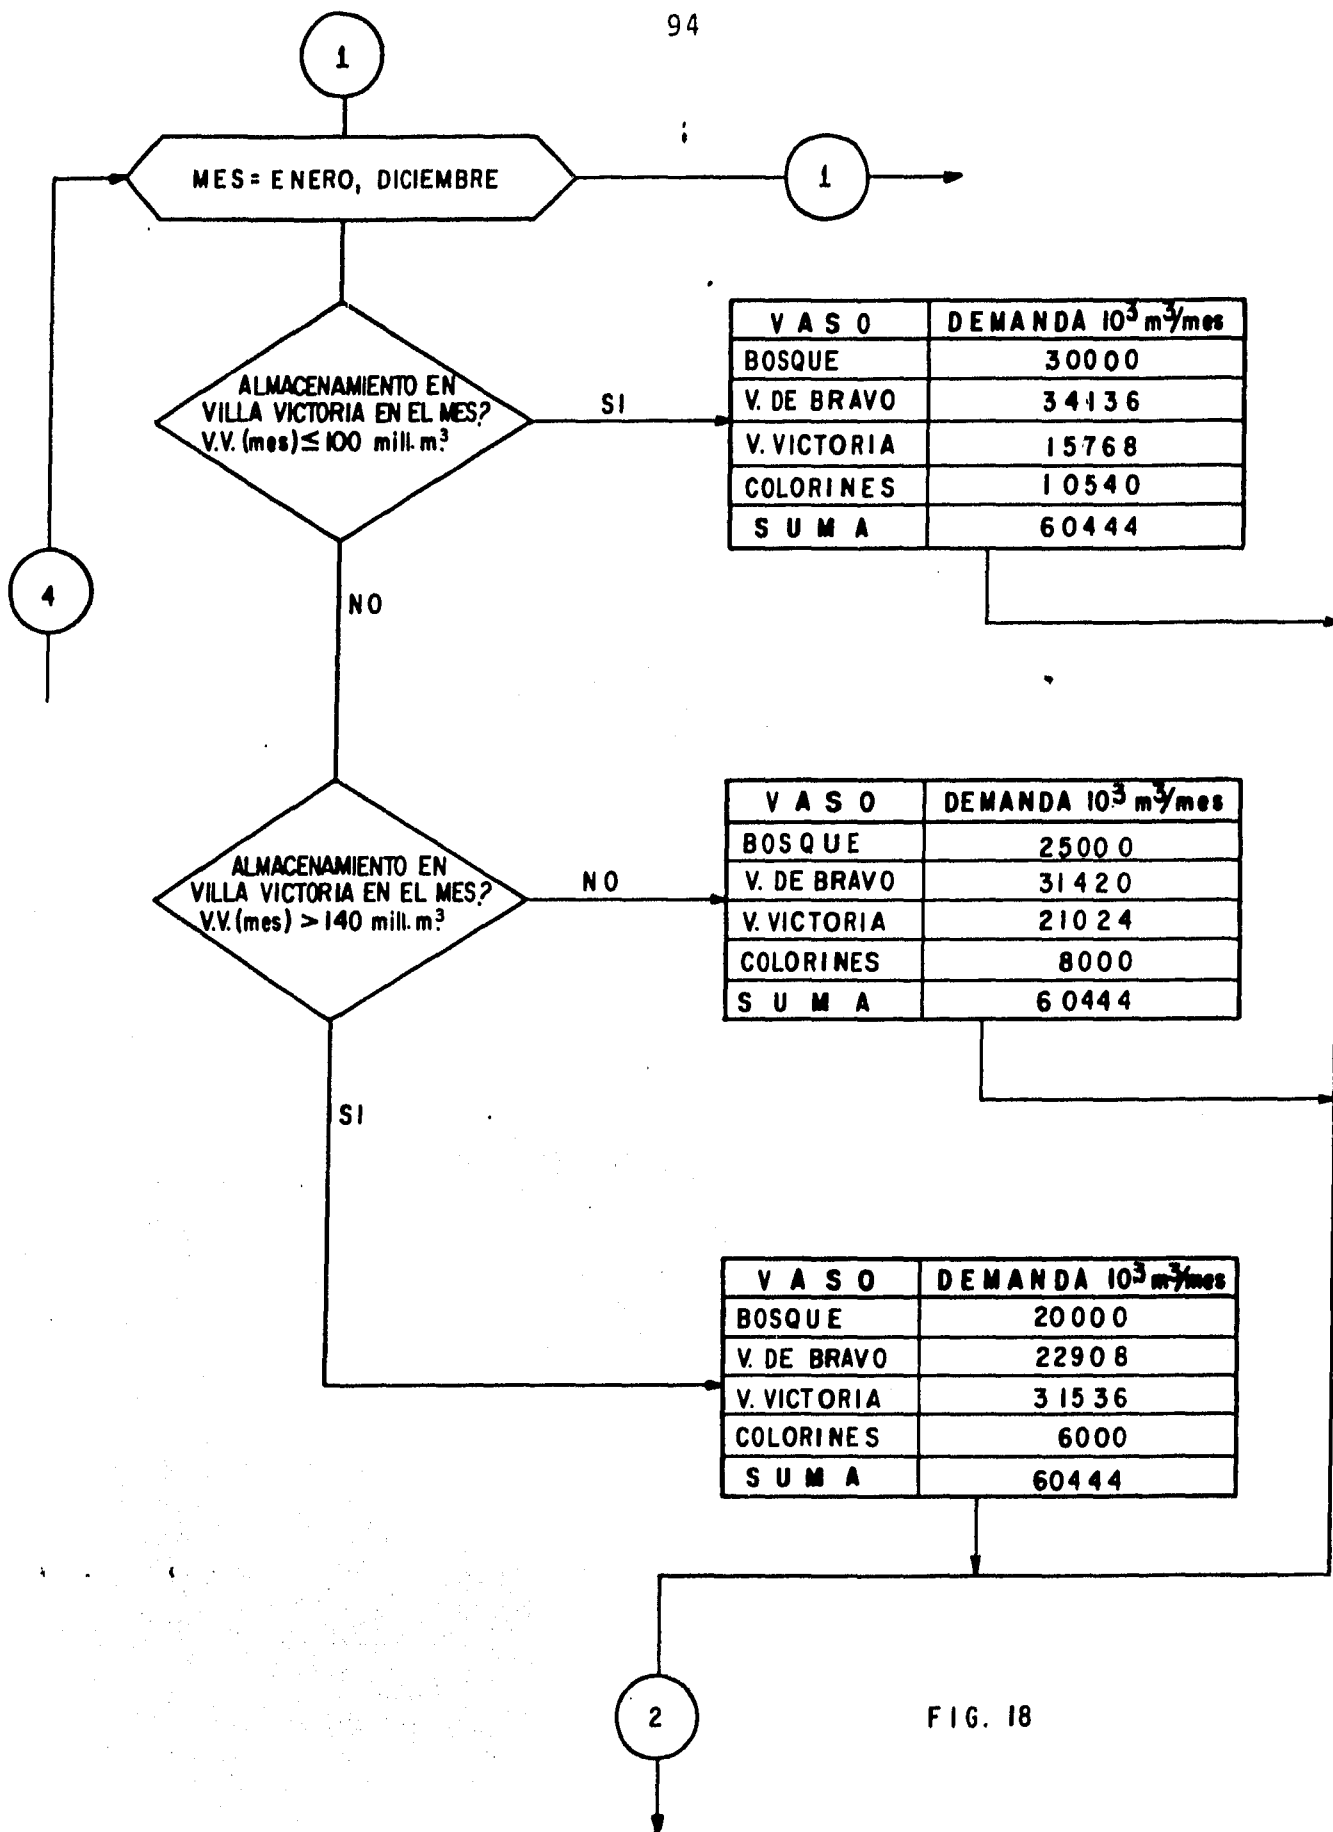 94
1
MES= ENERO, DICIEMBRE
1
ALMACENAMIENTO EN
VILLA VICTORIA EN EL MES?
V.V. (mes) ≤ 100 mill. m³
SI
VASO DEMANDA 10³ m³/mes
BOSQUE 30000
V. DE BRAVO 34136
V. VICTORIA 15768
COLORINES 10540
SUMA 60444
4
NO
ALMACENAMIENTO EN
VILLA VICTORIA EN EL MES?
V.V. (mes) > 140 mill. m³
NO
VASO DEMANDA 10³ m³/mes
BOSQUE 25000
V. DE BRAVO 31420
V. VICTORIA 21024
COLORINES 8000
SUMA 60444
SI
VASO DEMANDA 10³ m³/mes
BOSQUE 20000
V. DE BRAVO 22908
V. VICTORIA 31536
COLORINES 6000
SUMA 60444
2
FIG. 18